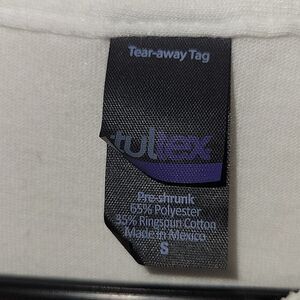 Tear-away Tag
tultex
Pre-shrunk
65% Polyester
35% Ringspun Cotton
Made in Mexico
S